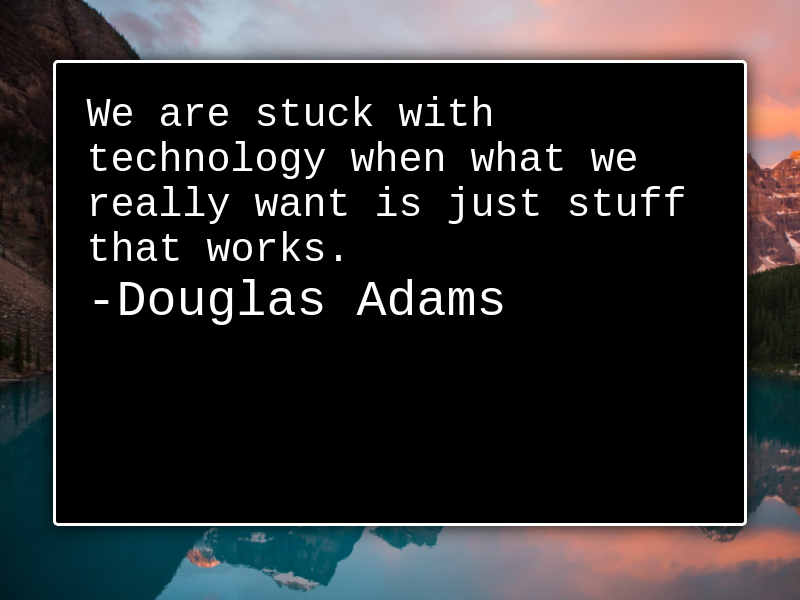 We are stuck with
technology when what we
really want is just stuff
that works.
-Douglas Adams